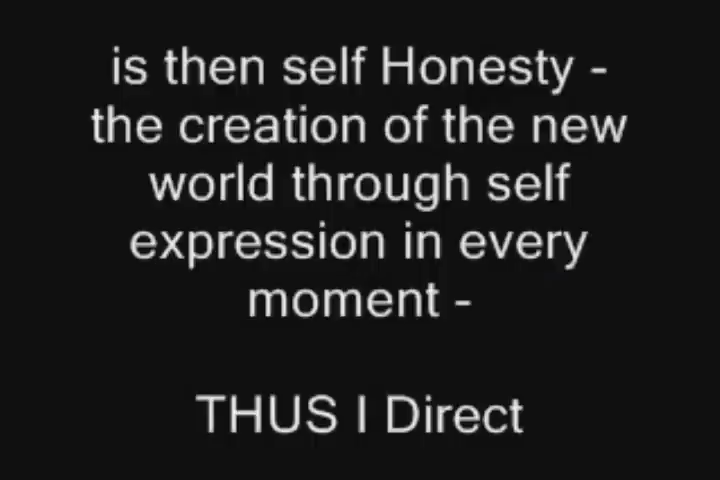 is then self Honesty -
the creation of the new
world through self
expression in every
moment -
THUS I Direct